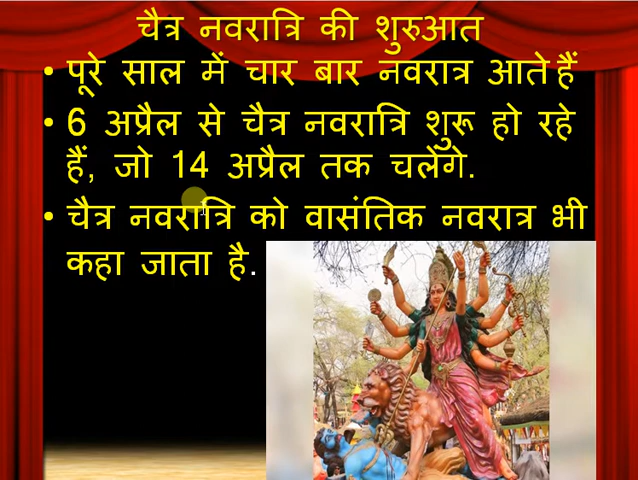 चैत्र नवरात्रि की शुरुआत
• पूरे साल में चार बार नवरात्र आते हैं
• 6 अप्रैल से चैत्र नवरात्रि शुरू हो रहे
हैं, जो 14 अप्रैल तक चलेंगे.
• चैत्र नवरात्रि को वासंतिक नवरात्र भी
कहा जाता है.